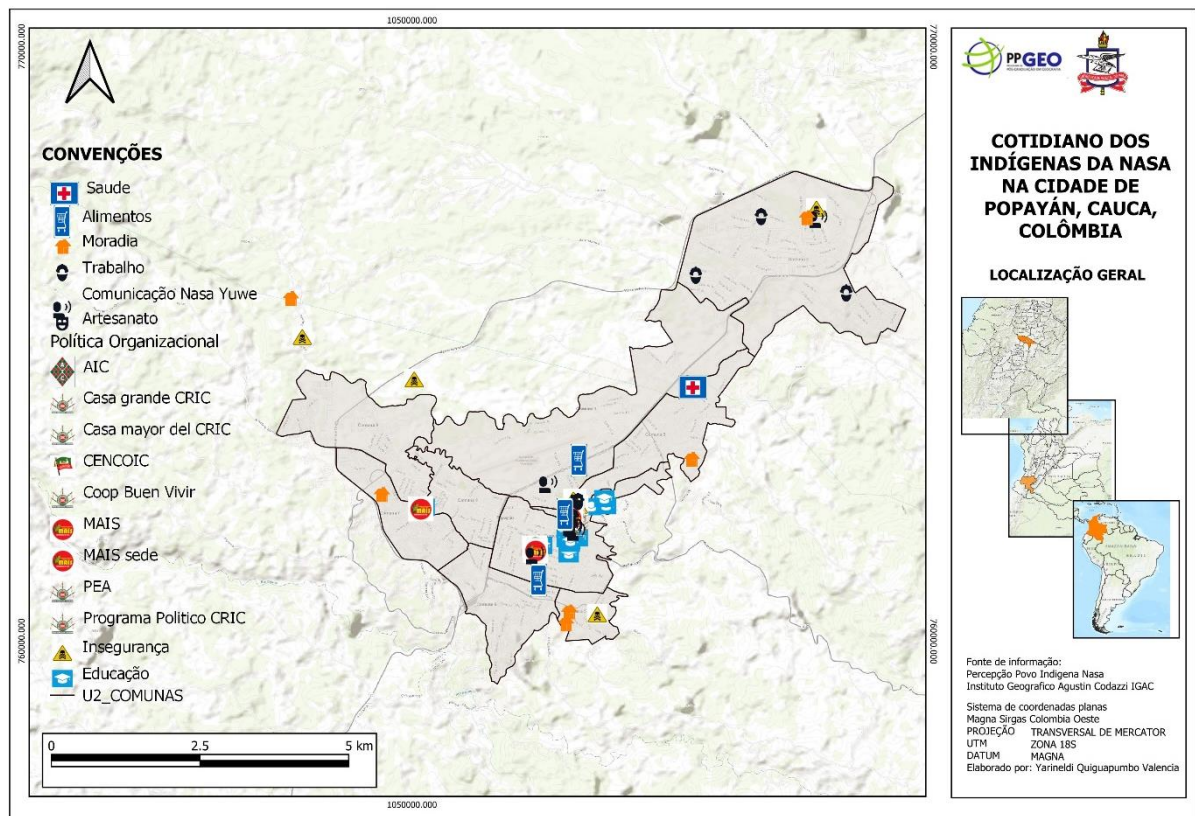 1050000.000
770000.000
770000.000
CONVENÇÕES
Saude
Alimentos
Moradia
Trabalho
Comunicação Nasa Yuwe
Artesanato
Política Organizacional
AIC
Casa grande CRIC
Casa mayor del CRIC
CENCOIC
Coop Buen Vivir
MAIS
MAIS sede
PEA
Programa Politico CRIC
Insegurança
Educação
U2_COMUNAS
0 2.5 5 km
760000.000
760000.000
1050000.000
PPGEO
COTIDIANO DOS
INDÍGENAS DA NASA
NA CIDADE DE
POPAYÁN, CAUCA,
COLÔMBIA
LOCALIZAÇÃO GERAL
Fonte de informação:
Percepção Povo Indigena Nasa
Instituto Geografico Agustin Codazzi IGAC
Sistema de coordenadas planas
Magna Sirgas Colombia Oeste
PROJEÇÃO TRANSVERSAL DE MERCATOR
UTM ZONA 18S
DATUM MAGNA
Elaborado por: Yarineldi Quiguapumbo Valencia